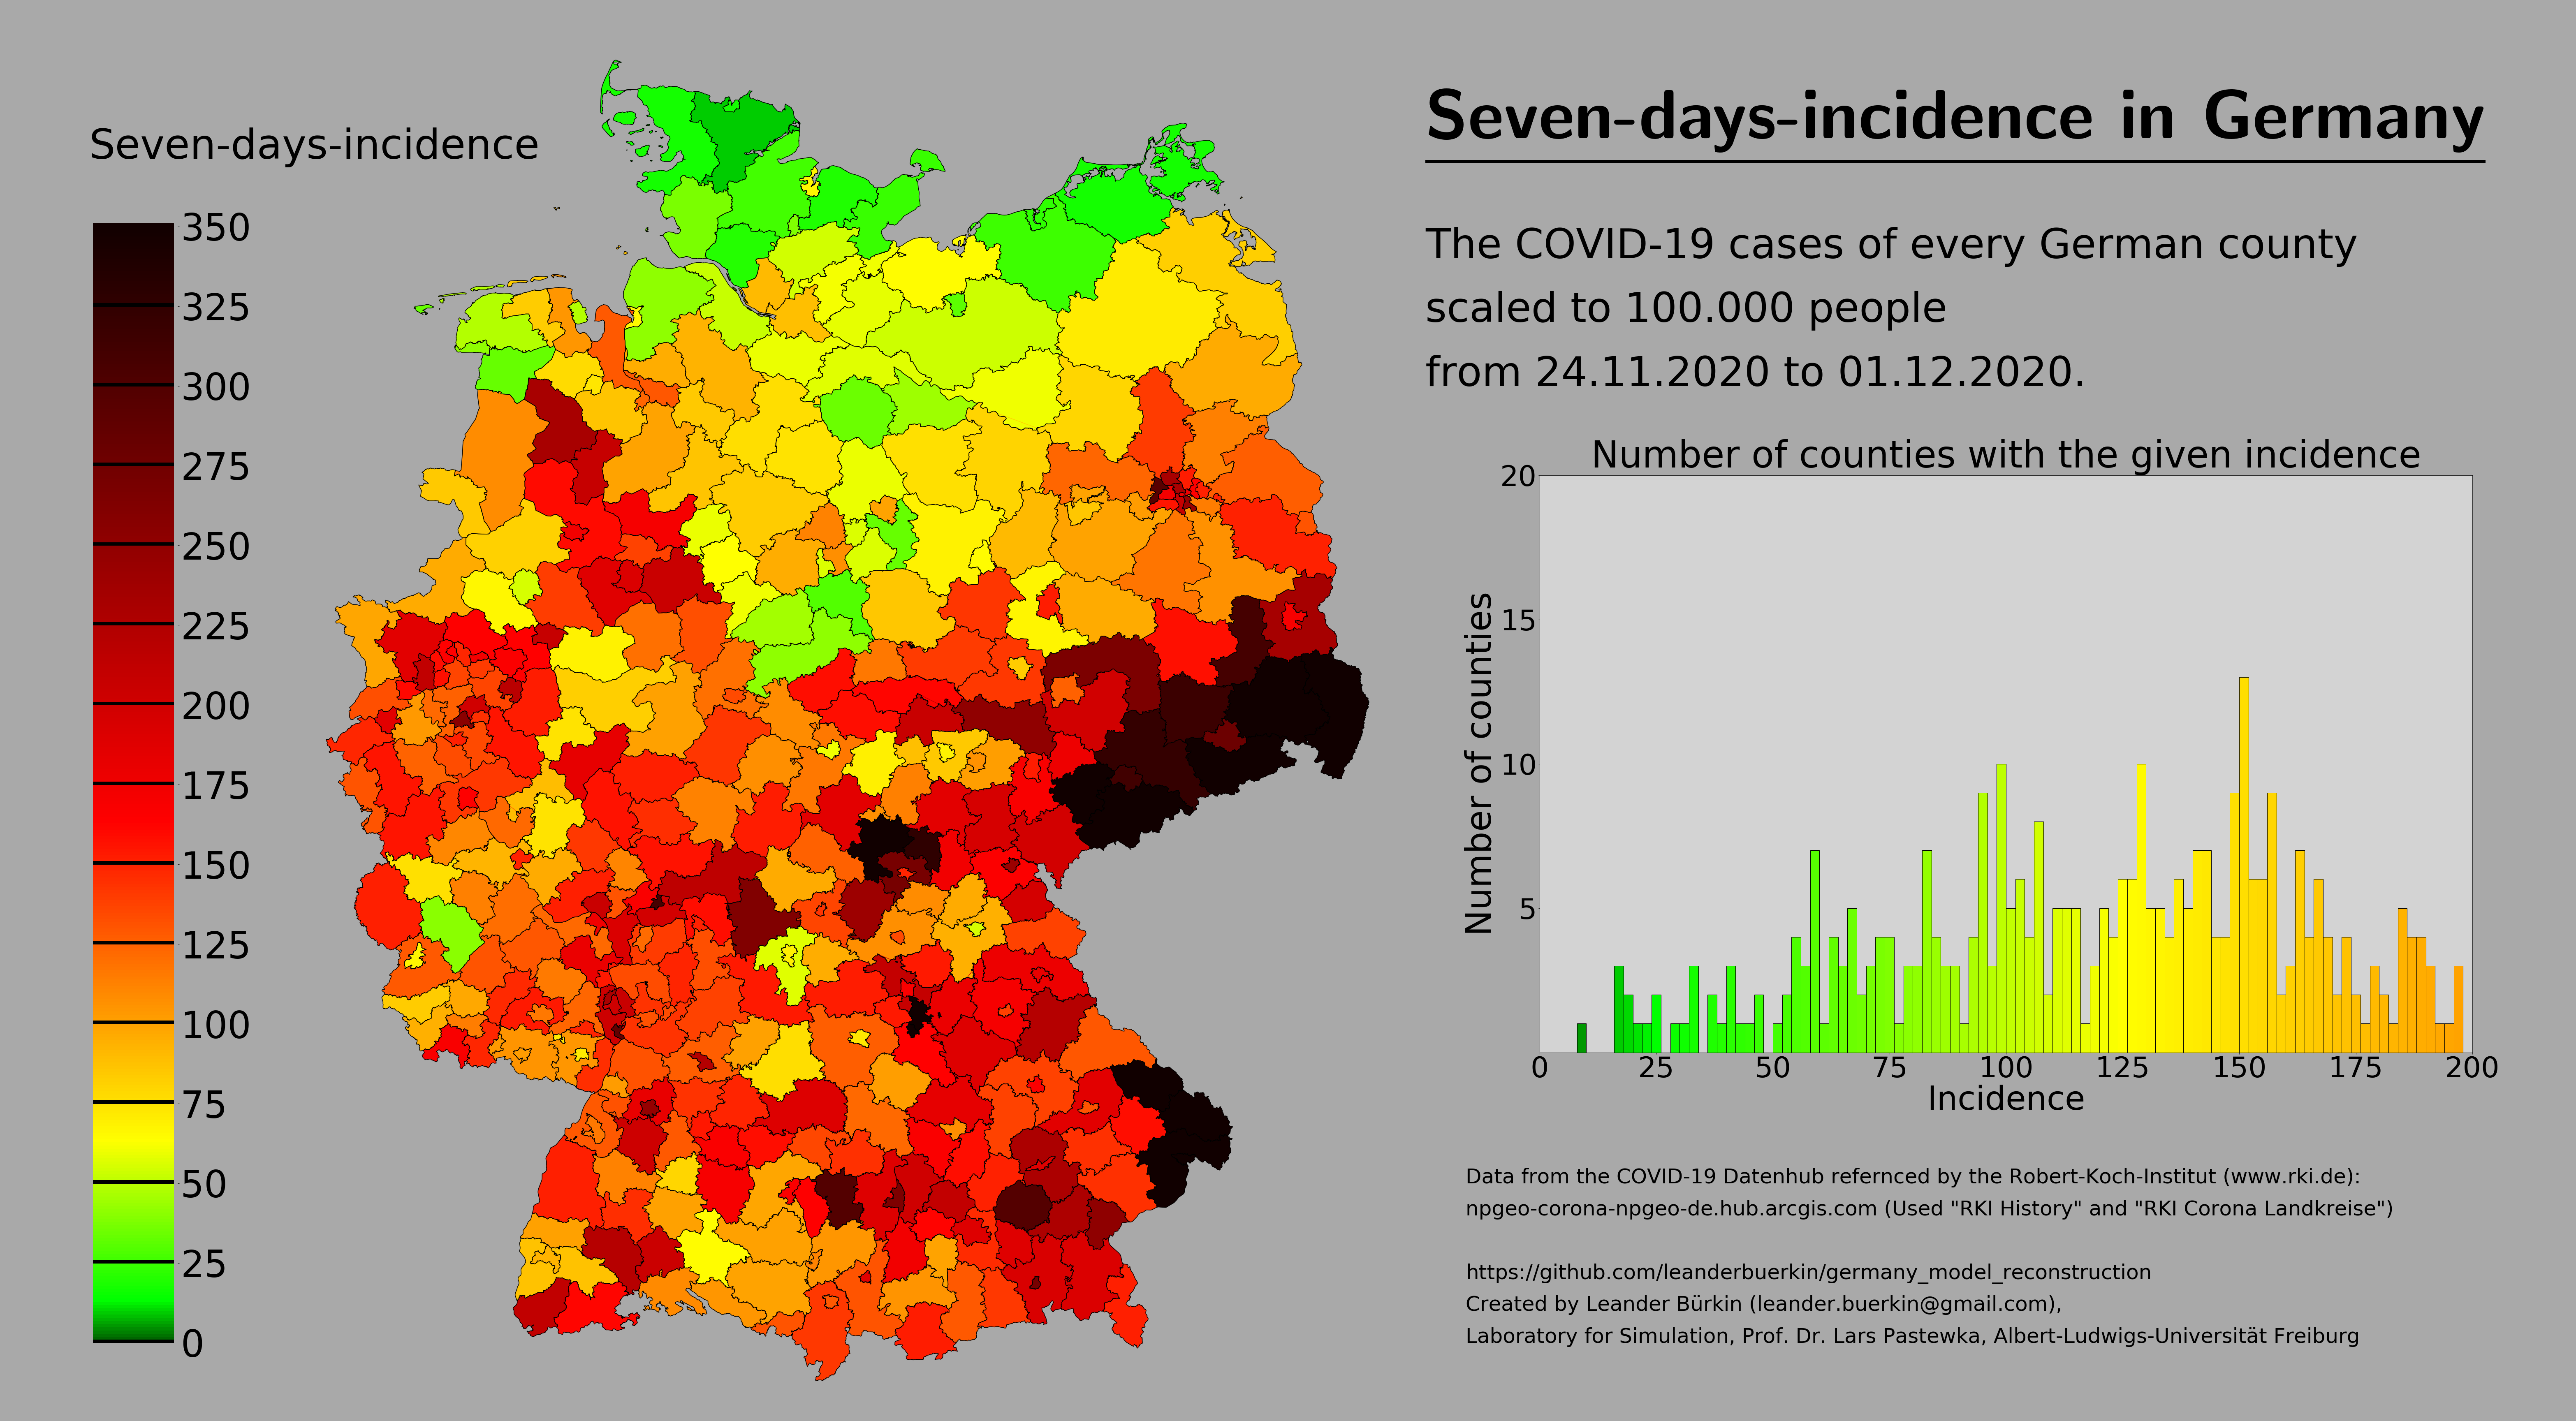 Seven-days-incidence in Germany
Seven-days-incidence
350
325
300
275
250
225
200
175
150
125
100
75
50
25
0
The COVID-19 cases of every German county
scaled to 100.000 people
from 24.11.2020 to 01.12.2020.
Number of counties with the given incidence
Number of counties
20
15
10
5
0 25 50 75 100 125 150 175 200
Incidence
Data from the COVID-19 Datenhub refernced by the Robert-Koch-Institut (www.rki.de):
npgeo-corona-npgeo-de.hub.arcgis.com (Used "RKI History" and "RKI Corona Landkreise")
https://github.com/leanderbuerkin/germany_model_reconstruction
Created by Leander Bürkin (leander.buerkin@gmail.com),
Laboratory for Simulation, Prof. Dr. Lars Pastewka, Albert-Ludwigs-Universität Freiburg